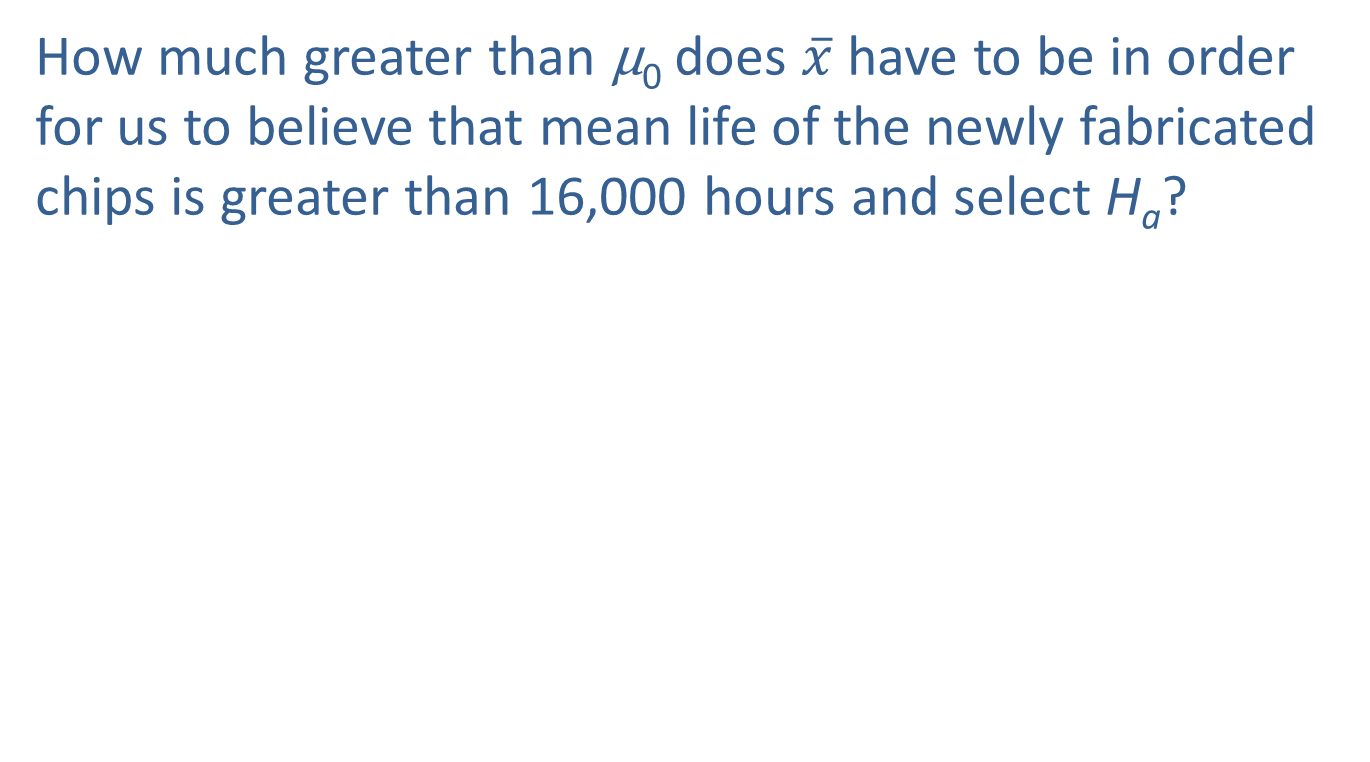 How much greater than μ₀ does x̄ have to be in order
for us to believe that mean life of the newly fabricated
chips is greater than 16,000 hours and select Hₐ?